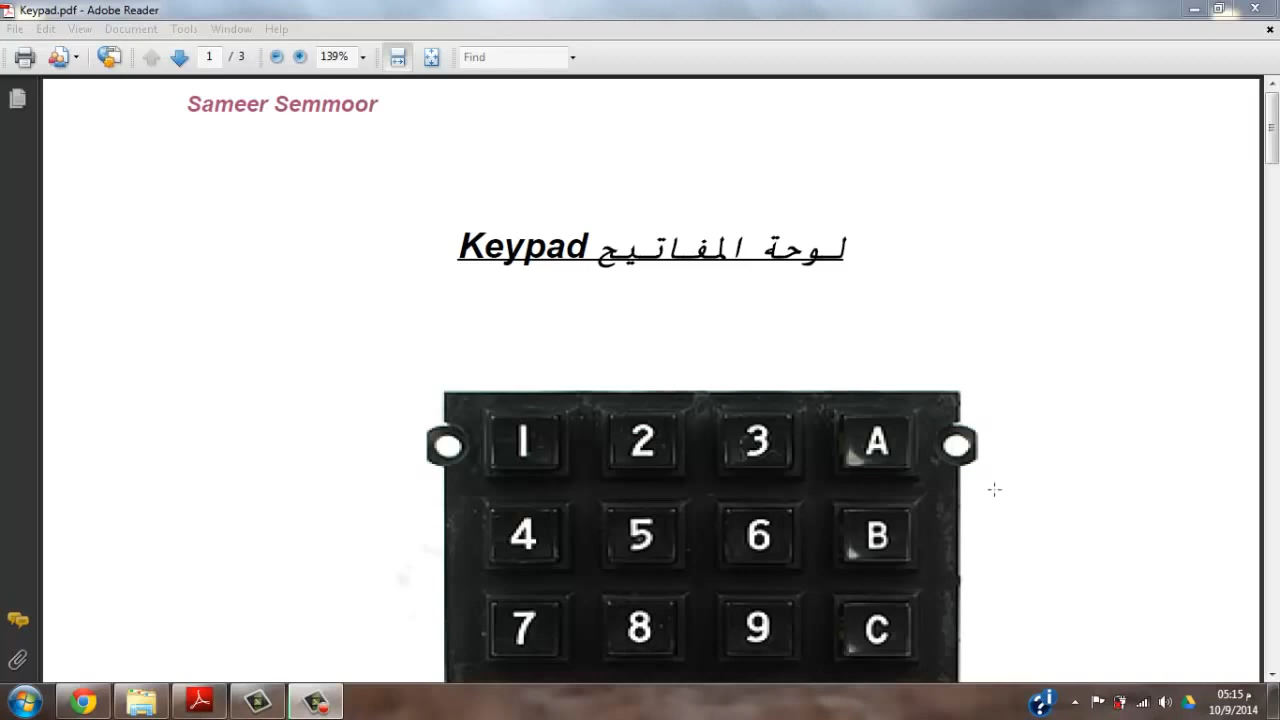 Keypad.pdf - Adobe Reader
File Edit View Document Tools Window Help
1 / 3 139% Find
Sameer Semmoor
لوحة المفاتيح Keypad
1 2 3 A
4 5 6 B
7 8 9 C
05:15 م
10/9/2014